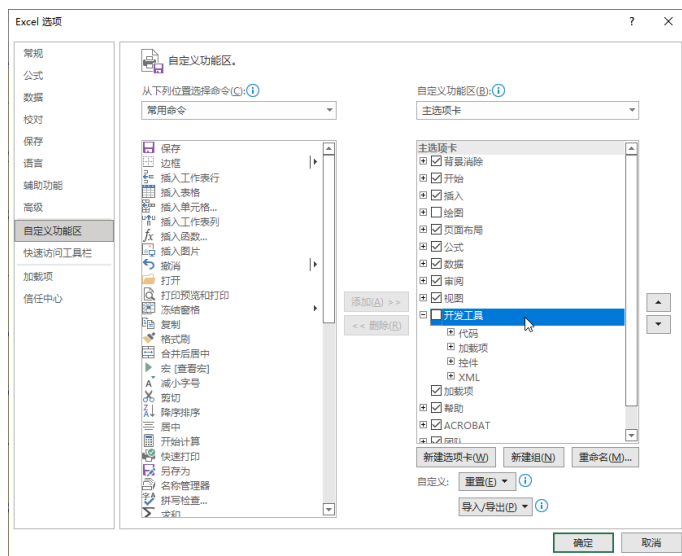 Excel 选项
?
常规
公式
数据
校对
保存
语言
辅助功能
高级
自定义功能区
快速访问工具栏
加载项
信任中心
自定义功能区。
从下列位置选择命令(C):
常用命令
保存
边框
插入工作表行
插入表格
插入单元格...
插入工作表列
插入函数...
插入图片
撤消
打开
打印预览和打印
冻结窗格
复制
格式刷
合并后居中
宏 [查看宏]
减小字号
剪切
降序排序
居中
开始计算
快速打印
另存为
名称管理器
拼写检查...
求和
添加(A) >>
<< 删除(R)
自定义功能区(B):
主选项卡
主选项卡
背景消除
开始
插入
绘图
页面布局
公式
数据
审阅
视图
开发工具
代码
加载项
控件
XML
加载项
帮助
ACROBAT
团队
新建选项卡(W)
新建组(N)
重命名(M)...
自定义:
重置(E)
导入/导出(P)
确定
取消